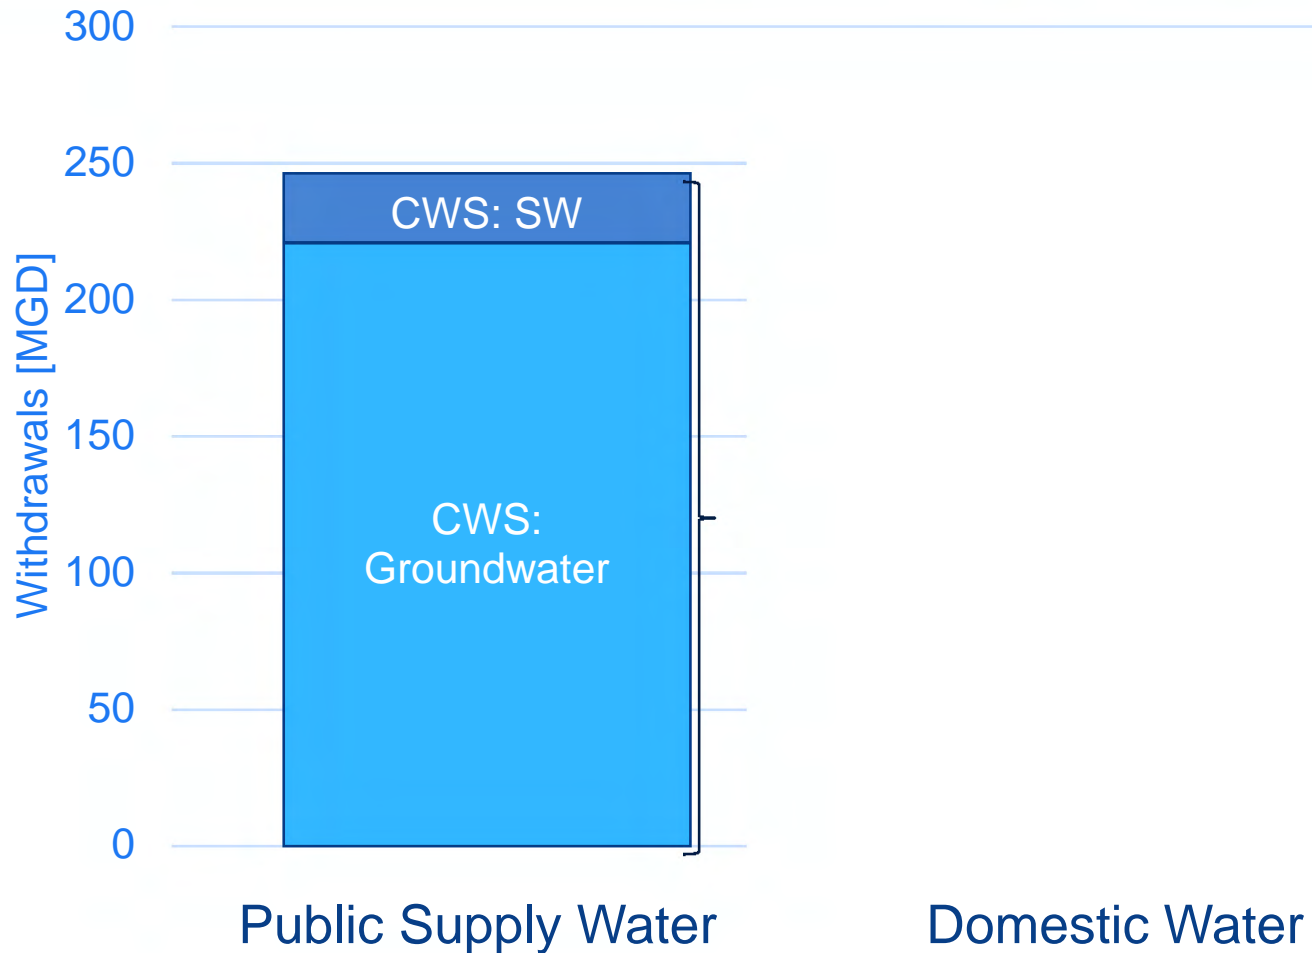 300
250
200
150
100
50
0
Withdrawals [MGD]
CWS: SW
CWS:
Groundwater
Public Supply Water
Domestic Water